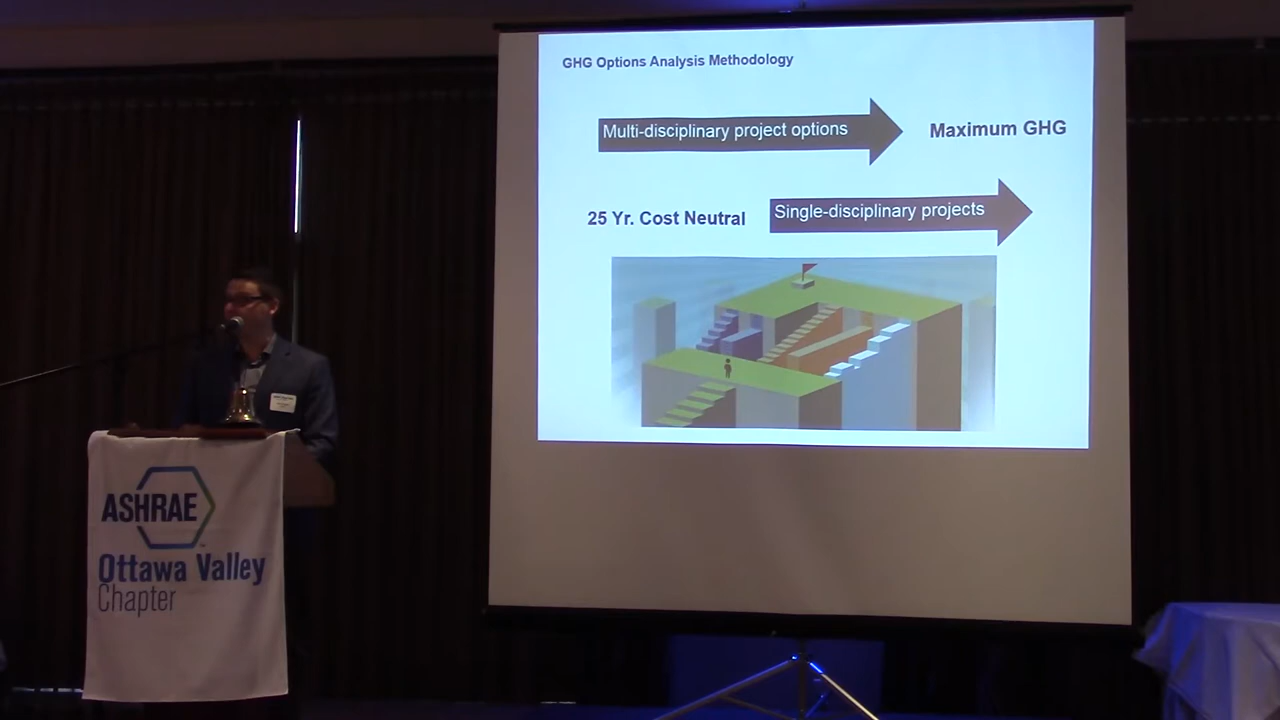 GHG Options Analysis Methodology
Multi-disciplinary project options
Maximum GHG
25 Yr. Cost Neutral
Single-disciplinary projects
ASHRAE
Ottawa Valley
Chapter